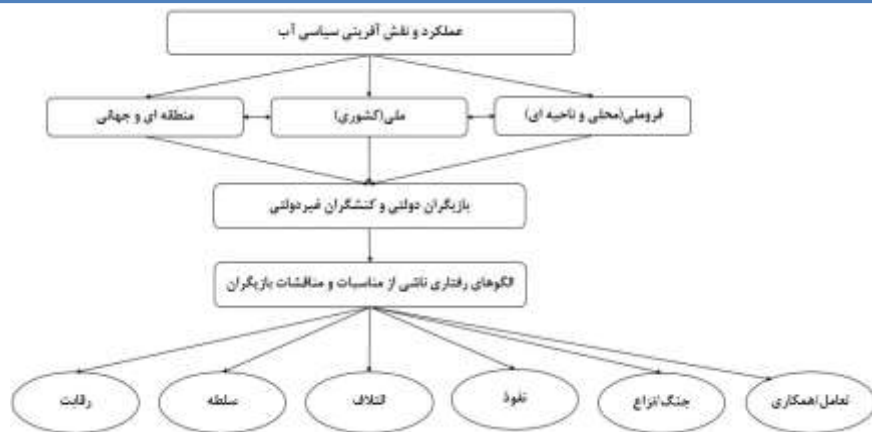 عملکرد و نقش آفرینی سیاسی آب
فروملی(محلی و ناحیه ای)
ملی(کشوری)
منطقه ای و جهانی
بازیگران دولتی و کنشگران غیردولتی
الگوهای رفتاری ناشی از مناسبات و مناقشات بازیگران
تعامل/همکاری
جنگ/نزاع
نفوذ
ائتلاف
سلطه
رقابت